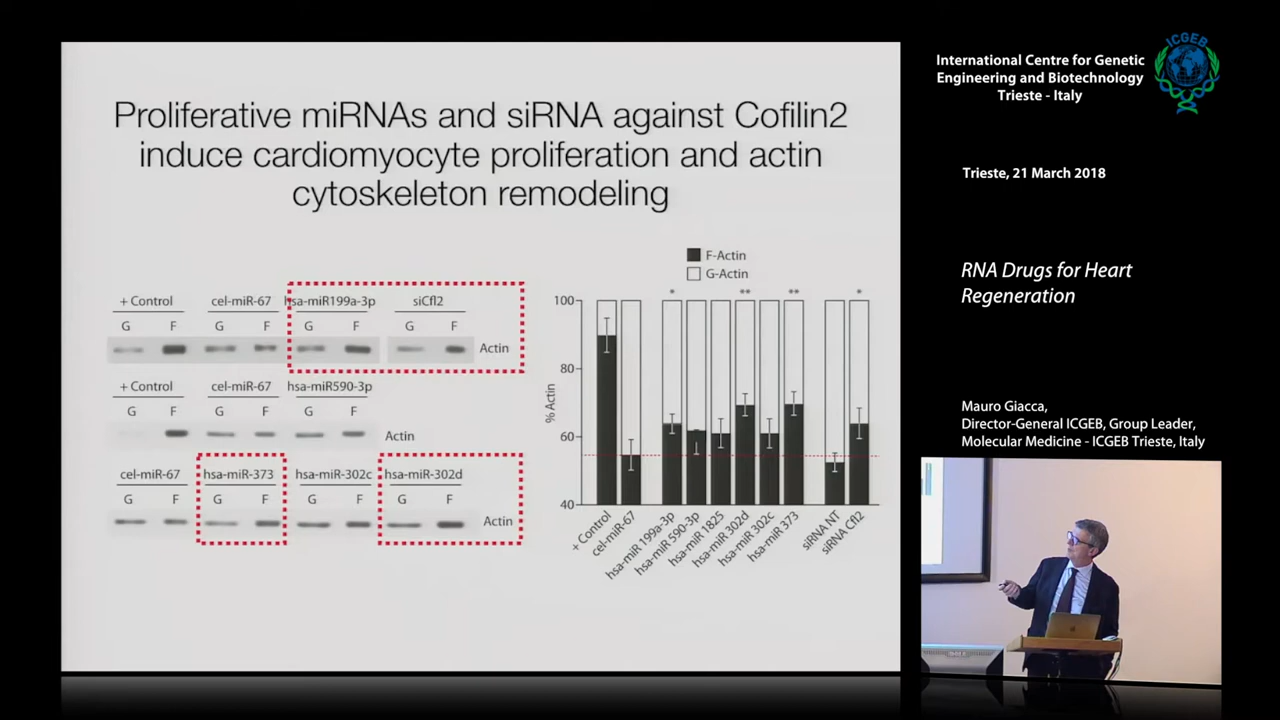 Proliferative miRNAs and siRNA against Cofilin2
induce cardiomyocyte proliferation and actin
cytoskeleton remodeling
+ Control cel-miR-67 hsa-miR199a-3p siCfl2
G F G F G F G F
Actin
+ Control cel-miR-67 hsa-miR590-3p
G F G F G F
Actin
cel-miR-67 hsa-miR-373 hsa-miR-302c hsa-miR-302d
G F G F G F G F
Actin
F-Actin
G-Actin
* ** ** *
100
80
60
40
% Actin
+ Control
cel-miR-67
hsa-miR 199a-3p
hsa-miR 590-3p
hsa-miR 1825
hsa-miR 302d
hsa-miR 302c
hsa-miR 373
siRNA NT
siRNA Cfl2
International Centre for Genetic
Engineering and Biotechnology
Trieste - Italy
ICGEB
Trieste, 21 March 2018
RNA Drugs for Heart
Regeneration
Mauro Giacca,
Director-General ICGEB, Group Leader,
Molecular Medicine - ICGEB Trieste, Italy
ICGEB